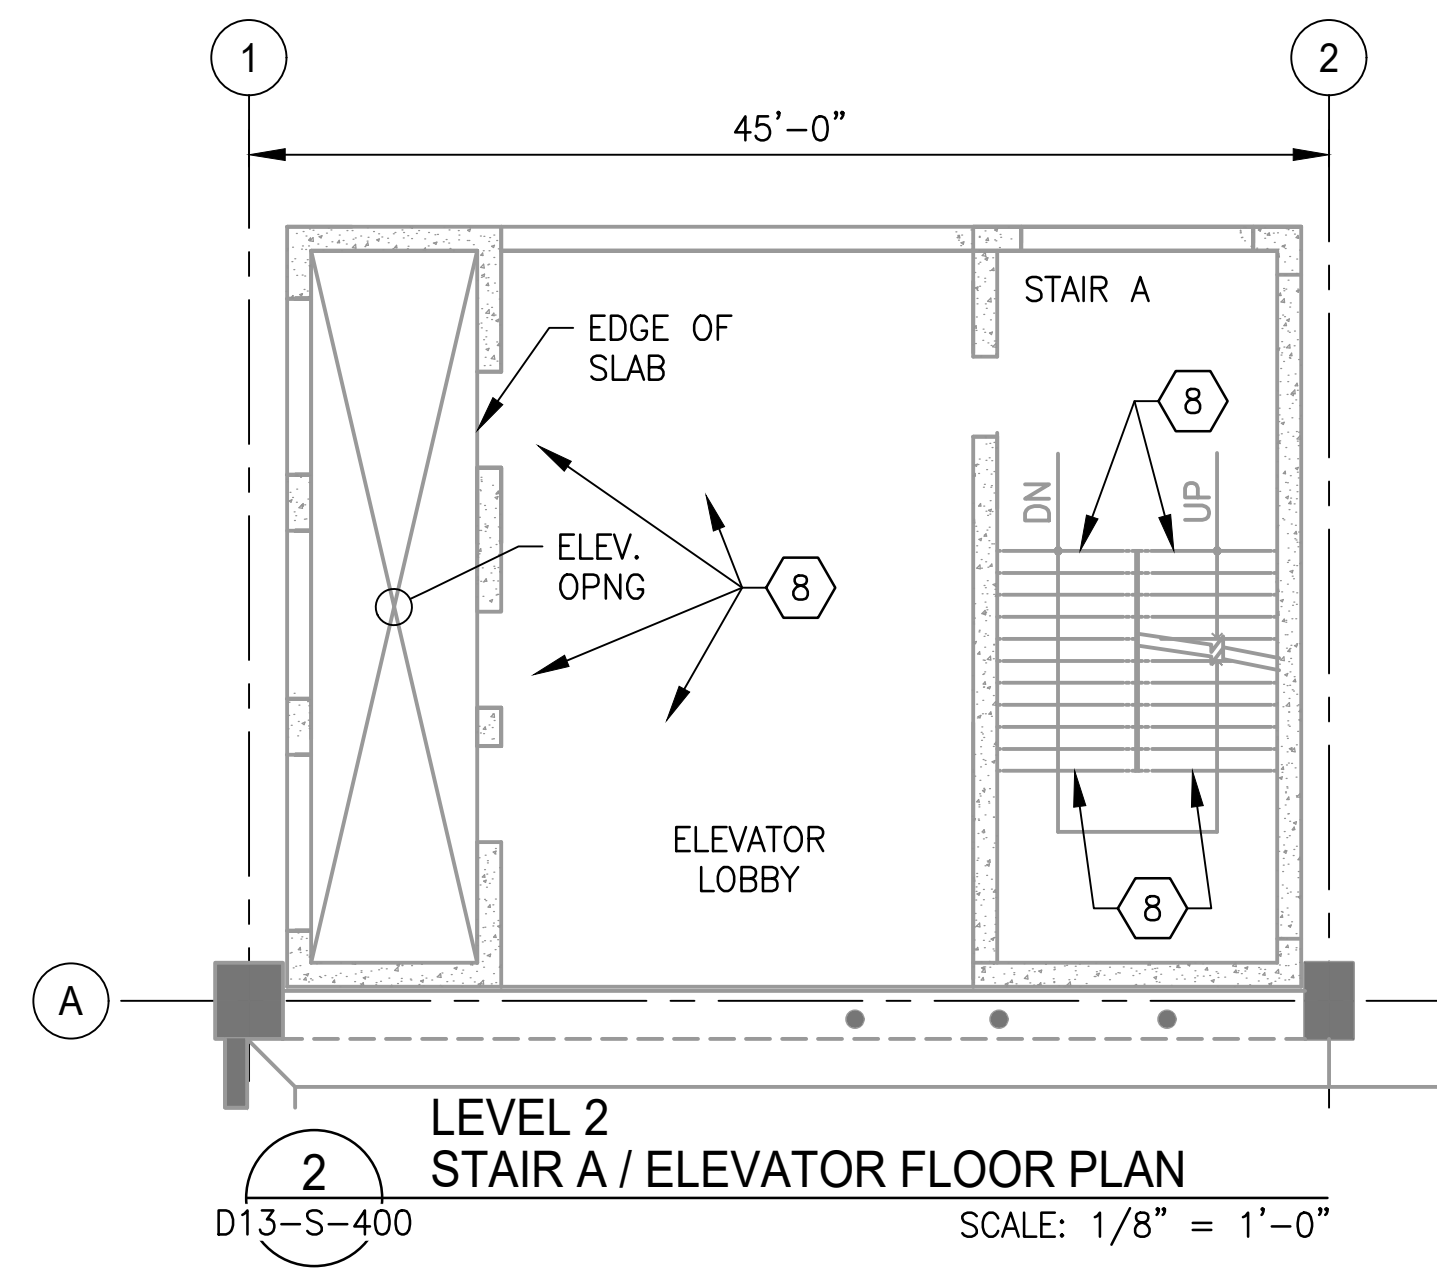 1
2
45'-0"
STAIR A
EDGE OF
SLAB
8
DN
UP
ELEV.
OPNG
8
ELEVATOR
LOBBY
8
A
LEVEL 2
STAIR A / ELEVATOR FLOOR PLAN
2
D13-S-400
SCALE: 1/8" = 1'-0"